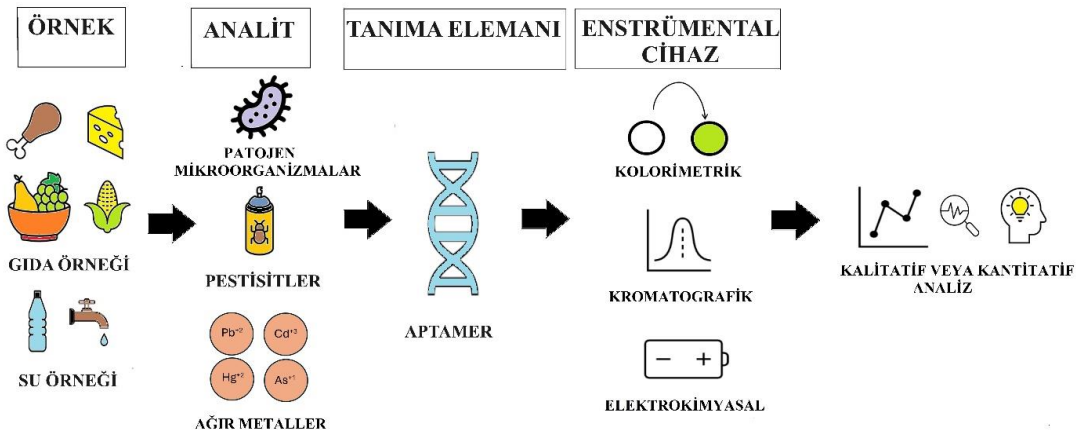 ÖRNEK
GIDA ÖRNEĞİ
SU ÖRNEĞİ
ANALİT
PATOJEN
MİKROORGANİZMALAR
PESTİSİTLER
Pb+2
Cd+3
Hg+2
As+1
AĞIR METALLER
TANIMA ELEMANI
APTAMER
ENSTRÜMENTAL
CİHAZ
KOLORİMETRİK
KROMATOGRAFİK
− +
ELEKTROKİMYASAL
KALİTATİF VEYA KANTİTATİF
ANALİZ